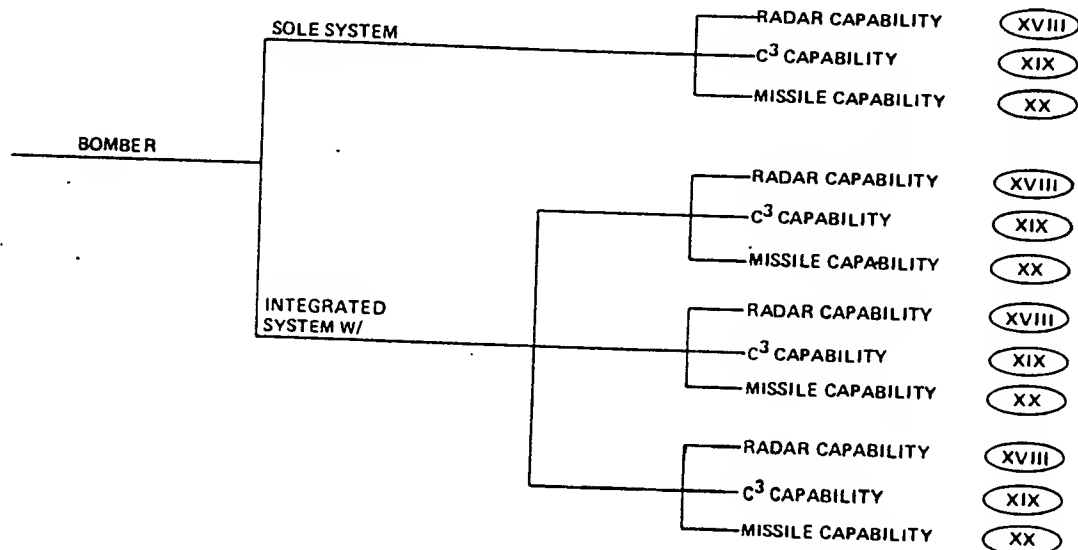 SOLE SYSTEM
RADAR CAPABILITY XVIII
C³ CAPABILITY XIX
MISSILE CAPABILITY XX
BOMBER
RADAR CAPABILITY XVIII
C³ CAPABILITY XIX
MISSILE CAPABILITY XX
INTEGRATED
SYSTEM W/
RADAR CAPABILITY XVIII
C³ CAPABILITY XIX
MISSILE CAPABILITY XX
RADAR CAPABILITY XVIII
C³ CAPABILITY XIX
MISSILE CAPABILITY XX